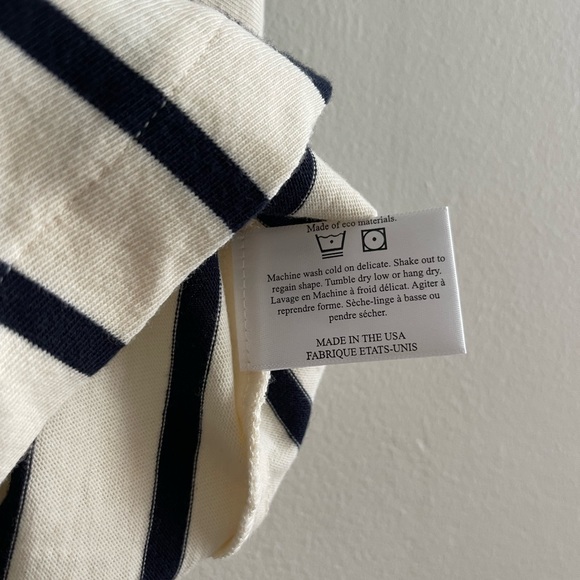 Made of eco materials.
Machine wash cold on delicate. Shake out to
regain shape. Tumble dry low or hang dry.
Lavage en Machine à froid délicat. Agiter à
reprendre forme. Sèche-linge à basse ou
pendre sécher.
MADE IN THE USA
FABRIQUE ETATS-UNIS